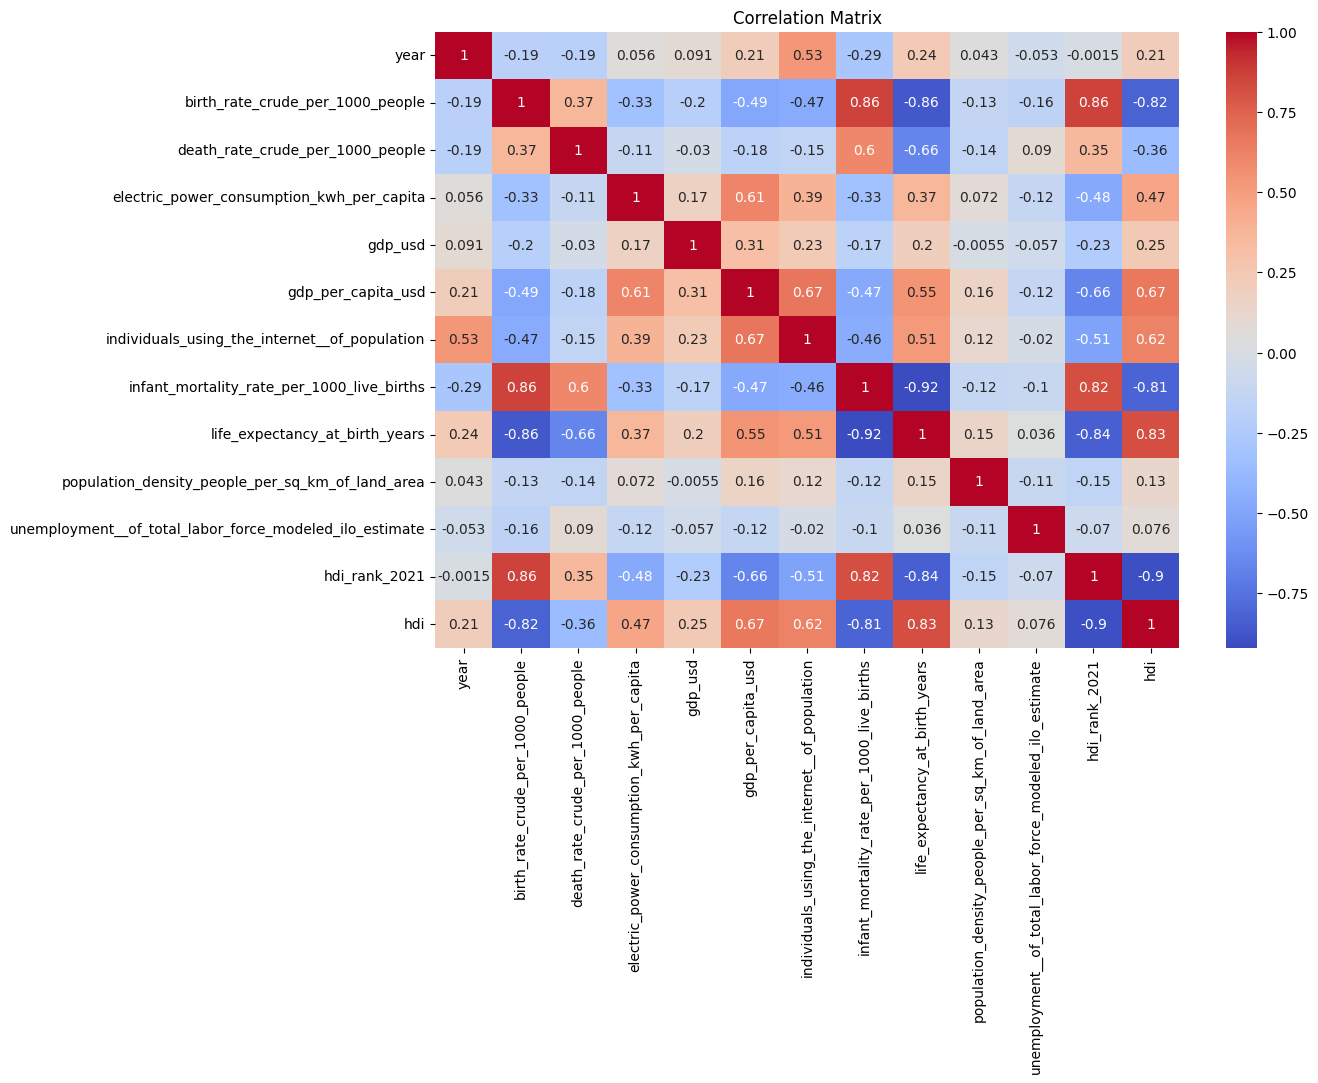 Correlation Matrix
year 1 -0.19 -0.19 0.056 0.091 0.21 0.53 -0.29 0.24 0.043 -0.053 -0.0015 0.21
birth_rate_crude_per_1000_people -0.19 1 0.37 -0.33 -0.2 -0.49 -0.47 0.86 -0.86 -0.13 -0.16 0.86 -0.82
death_rate_crude_per_1000_people -0.19 0.37 1 -0.11 -0.03 -0.18 -0.15 0.6 -0.66 -0.14 0.09 0.35 -0.36
electric_power_consumption_kwh_per_capita 0.056 -0.33 -0.11 1 0.17 0.61 0.39 -0.33 0.37 0.072 -0.12 -0.48 0.47
gdp_usd 0.091 -0.2 -0.03 0.17 1 0.31 0.23 -0.17 0.2 -0.0055 -0.057 -0.23 0.25
gdp_per_capita_usd 0.21 -0.49 -0.18 0.61 0.31 1 0.67 -0.47 0.55 0.16 -0.12 -0.66 0.67
individuals_using_the_internet__of_population 0.53 -0.47 -0.15 0.39 0.23 0.67 1 -0.46 0.51 0.12 -0.02 -0.51 0.62
infant_mortality_rate_per_1000_live_births -0.29 0.86 0.6 -0.33 -0.17 -0.47 -0.46 1 -0.92 -0.12 -0.1 0.82 -0.81
life_expectancy_at_birth_years 0.24 -0.86 -0.66 0.37 0.2 0.55 0.51 -0.92 1 0.15 0.036 -0.84 0.83
population_density_people_per_sq_km_of_land_area 0.043 -0.13 -0.14 0.072 -0.0055 0.16 0.12 -0.12 0.15 1 -0.11 -0.15 0.13
unemployment__of_total_labor_force_modeled_ilo_estimate -0.053 -0.16 0.09 -0.12 -0.057 -0.12 -0.02 -0.1 0.036 -0.11 1 -0.07 0.076
hdi_rank_2021 -0.0015 0.86 0.35 -0.48 -0.23 -0.66 -0.51 0.82 -0.84 -0.15 -0.07 1 -0.9
hdi 0.21 -0.82 -0.36 0.47 0.25 0.67 0.62 -0.81 0.83 0.13 0.076 -0.9 1
year
birth_rate_crude_per_1000_people
death_rate_crude_per_1000_people
electric_power_consumption_kwh_per_capita
gdp_usd
gdp_per_capita_usd
individuals_using_the_internet__of_population
infant_mortality_rate_per_1000_live_births
life_expectancy_at_birth_years
population_density_people_per_sq_km_of_land_area
unemployment__of_total_labor_force_modeled_ilo_estimate
hdi_rank_2021
hdi
1.00
0.75
0.50
0.25
0.00
−0.25
−0.50
−0.75